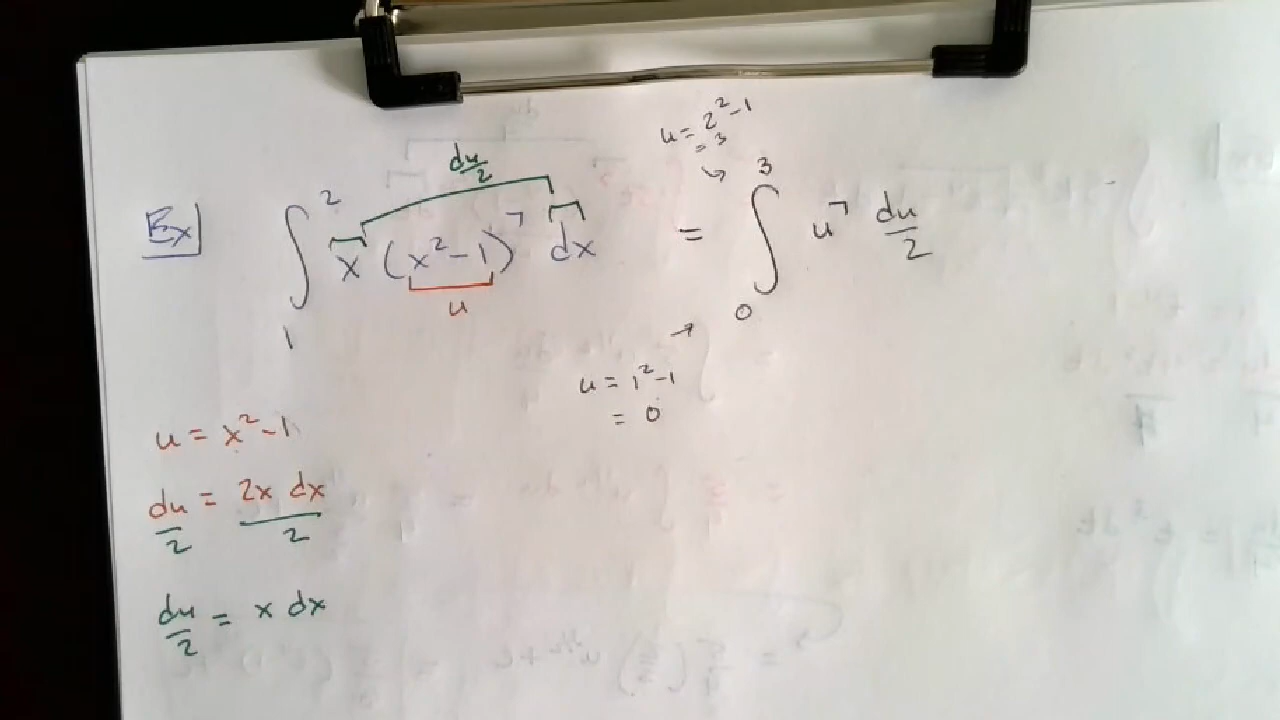 u = 2² - 1
= 3
Ex ∫₁² x (x² - 1)⁷ dx = ∫₀³ u⁷ du/2
du/2
u
u = 1² - 1
= 0
u = x² - 1
du/2 = 2x dx/2
du/2 = x dx